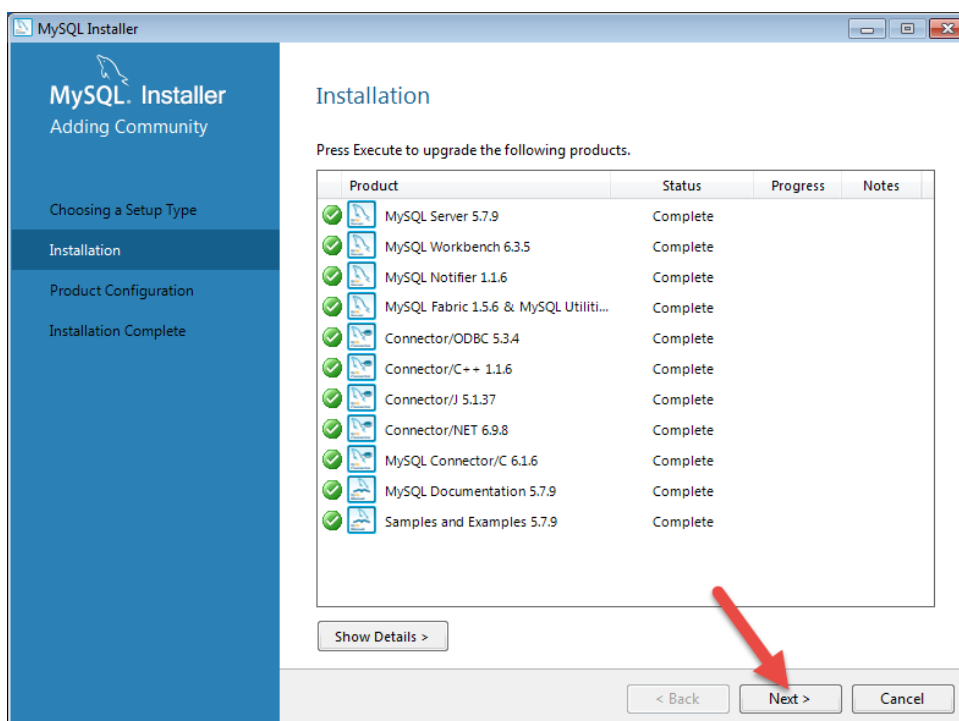 MySQL Installer
MySQL. Installer
Adding Community
Choosing a Setup Type
Installation
Product Configuration
Installation Complete
Installation
Press Execute to upgrade the following products.
Product Status Progress Notes
MySQL Server 5.7.9 Complete
MySQL Workbench 6.3.5 Complete
MySQL Notifier 1.1.6 Complete
MySQL Fabric 1.5.6 & MySQL Utiliti... Complete
Connector/ODBC 5.3.4 Complete
Connector/C++ 1.1.6 Complete
Connector/J 5.1.37 Complete
Connector/NET 6.9.8 Complete
MySQL Connector/C 6.1.6 Complete
MySQL Documentation 5.7.9 Complete
Samples and Examples 5.7.9 Complete
Show Details >
< Back Next > Cancel